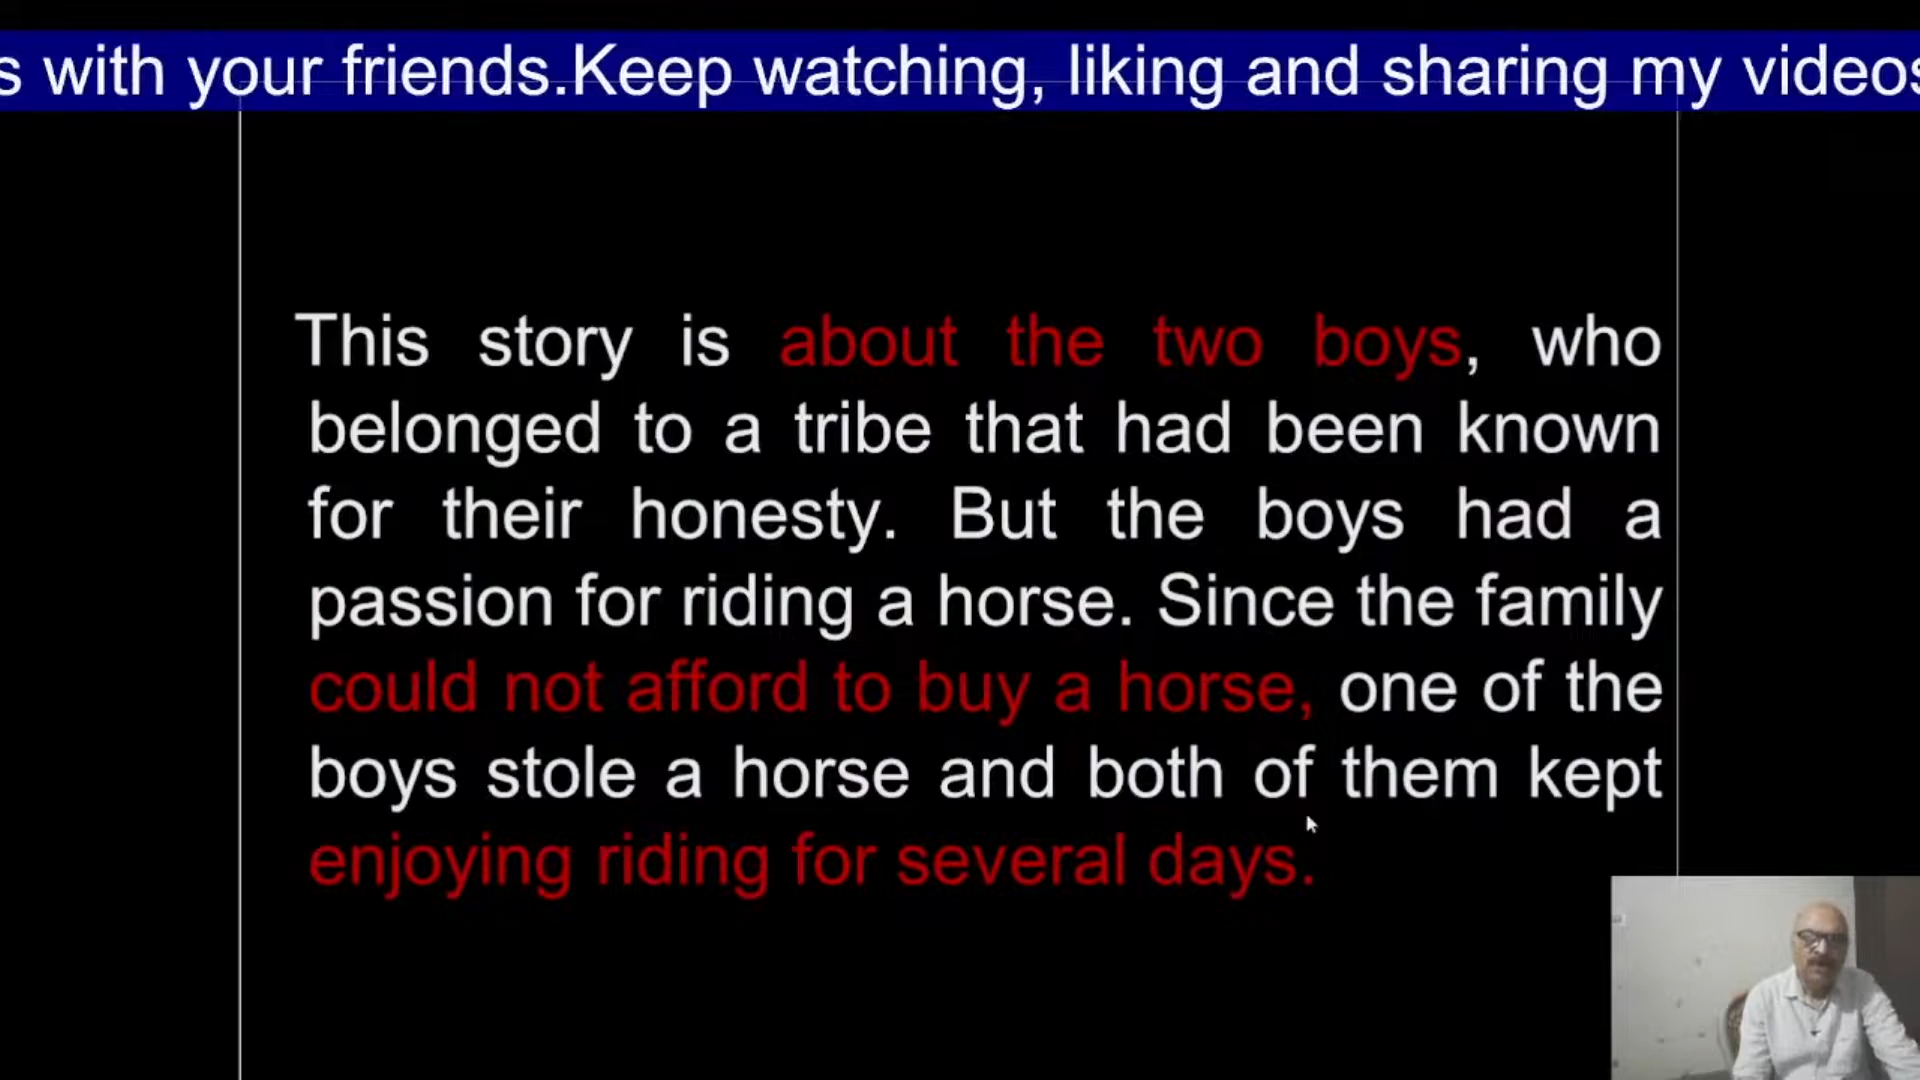 with your friends.Keep watching, liking and sharing my videos
This story is about the two boys, who
belonged to a tribe that had been known
for their honesty. But the boys had a
passion for riding a horse. Since the family
could not afford to buy a horse, one of the
boys stole a horse and both of them kept
enjoying riding for several days.